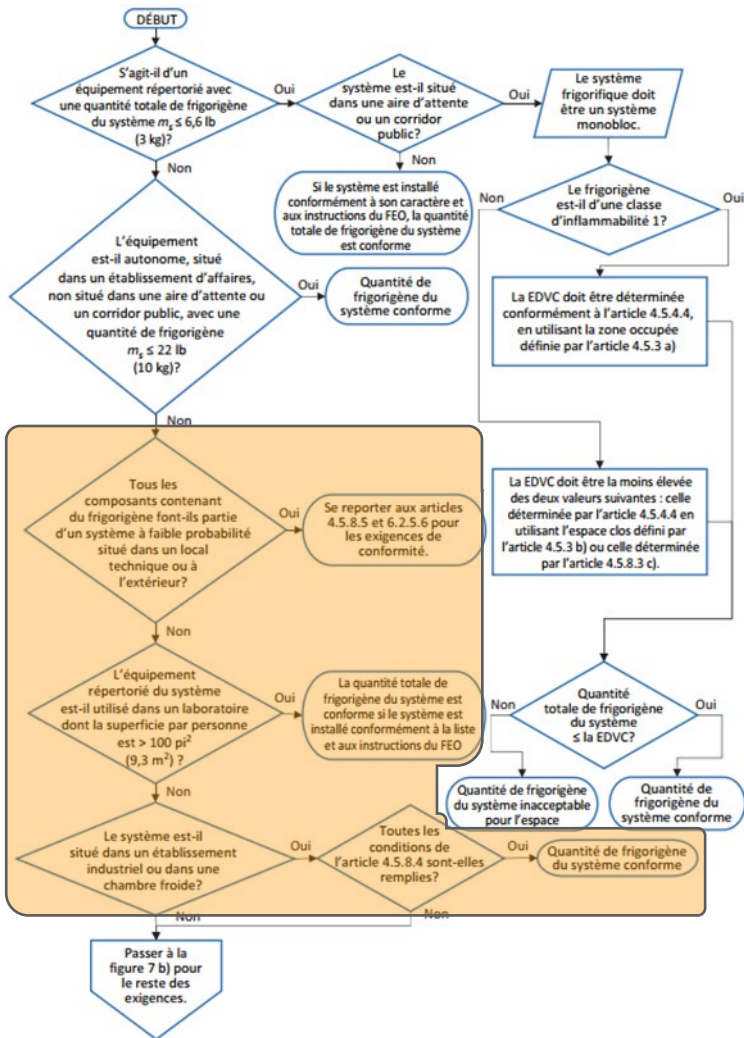 DÉBUT
S'agit-il d'un
équipement répertorié avec
une quantité totale de frigorigène
du système mₛ ≤ 6,6 lb
(3 kg)?
Oui
Le
système est-il situé
dans une aire d'attente
ou un corridor
public?
Oui
Le système
frigorifique doit
être un système
monobloc.
Non
Non
Si le système est installé
conformément à son caractère et
aux instructions du FEO, la quantité
totale de frigorigène du système
est conforme
Non
Le frigorigène
est-il d'une classe
d'inflammabilité 1?
Oui
L'équipement
est-il autonome, situé
dans un établissement d'affaires,
non situé dans une aire d'attente ou
un corridor public, avec une
quantité de frigorigène
mₛ ≤ 22 lb
(10 kg)?
Oui
Quantité de
frigorigène du
système conforme
La EDVC doit être déterminée
conformément à l'article 4.5.4.4,
en utilisant la zone occupée
définie par l'article 4.5.3 a)
Non
Tous les
composants contenant
du frigorigène font-ils partie
d'un système à faible probabilité
situé dans un local
technique ou à
l'extérieur?
Oui
Se reporter aux articles
4.5.8.5 et 6.2.5.6 pour
les exigences de
conformité.
La EDVC doit être la moins élevée
des deux valeurs suivantes : celle
déterminée par l'article 4.5.4.4 en
utilisant l'espace clos défini par
l'article 4.5.3 b) ou celle déterminée
par l'article 4.5.8.3 c).
Non
L'équipement
répertorié du système
est-il utilisé dans un laboratoire
dont la superficie par personne
est > 100 pi²
(9,3 m²) ?
Oui
La quantité totale de
frigorigène du système est
conforme si le système est
installé conformément à la liste
et aux instructions du FEO
Non
Quantité
totale de frigorigène
du système
≤ la EDVC?
Oui
Non
Quantité de frigorigène
du système inacceptable
pour l'espace
Quantité de
frigorigène du
système conforme
Le système est-il
situé dans un établissement
industriel ou dans une
chambre froide?
Oui
Toutes les
conditions de
l'article 4.5.8.4 sont-elles
remplies?
Oui
Quantité de frigorigène
du système conforme
Non
Non
Passer à la
figure 7 b) pour
le reste des
exigences.